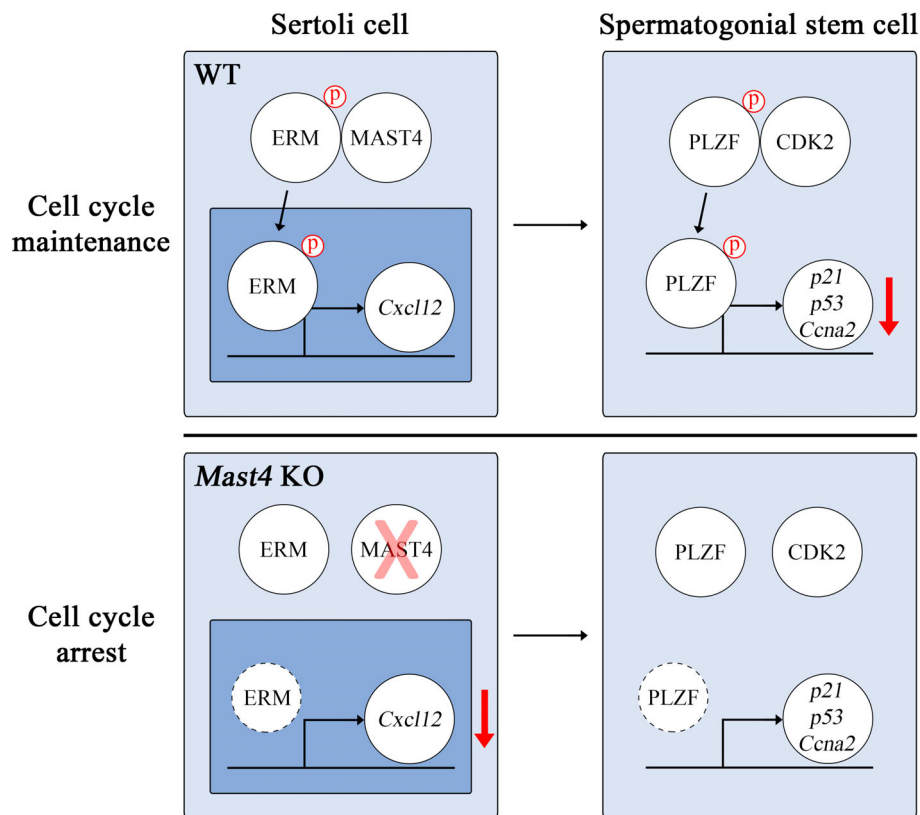 Sertoli cell
Spermatogonial stem cell
Cell cycle
maintenance
WT
p
ERM
MAST4
p
ERM
Cxcl12
p
PLZF
CDK2
p
PLZF
p21
p53
Ccna2
Cell cycle
arrest
Mast4 KO
ERM
MAST4
ERM
Cxcl12
PLZF
CDK2
PLZF
p21
p53
Ccna2